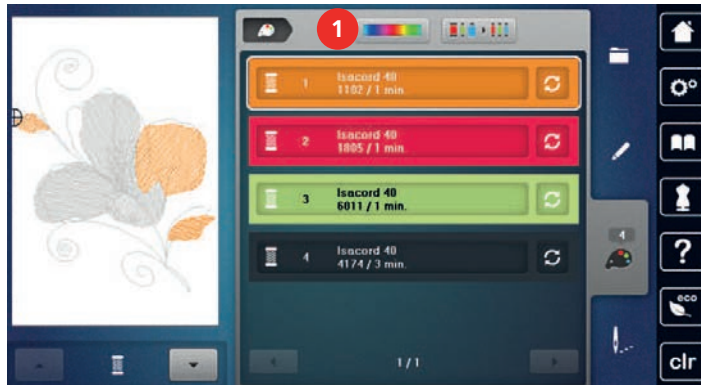 1
1 Isacord 40
1102 / 1 min
2 Isacord 40
1805 / 1 min.
3 Isacord 40
6011 / 1 min.
4 Isacord 40
4174 / 3 min.
4
?
eco
clr
1/1